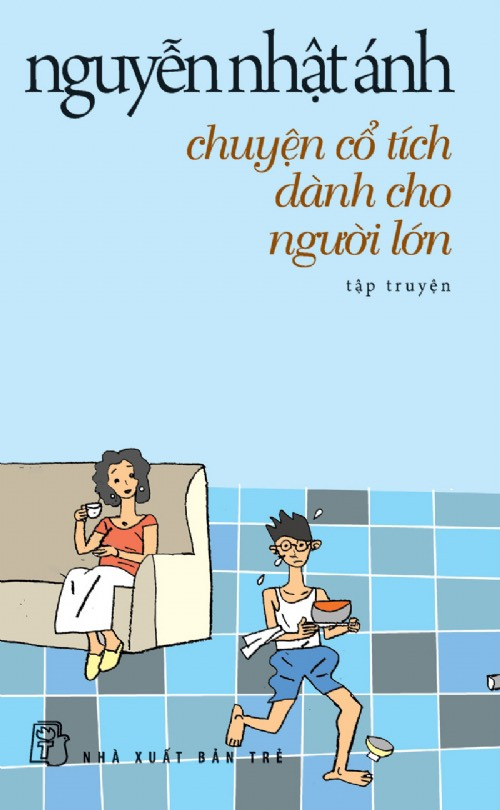 nguyễn nhật ánh
chuyện cổ tích
dành cho
người lớn
tập truyện
NHÀ XUẤT BẢN TRẺ